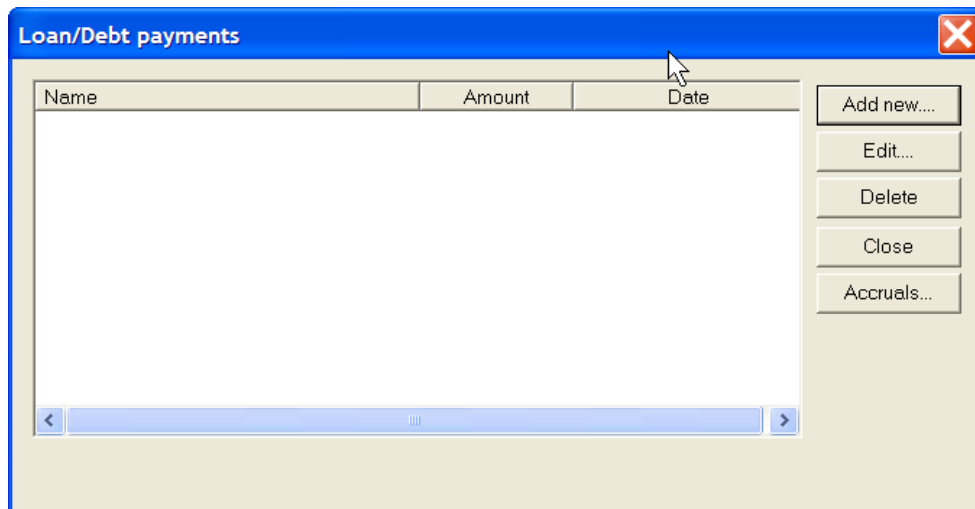 Loan/Debt payments
Name Amount Date
Add new....
Edit....
Delete
Close
Accruals...